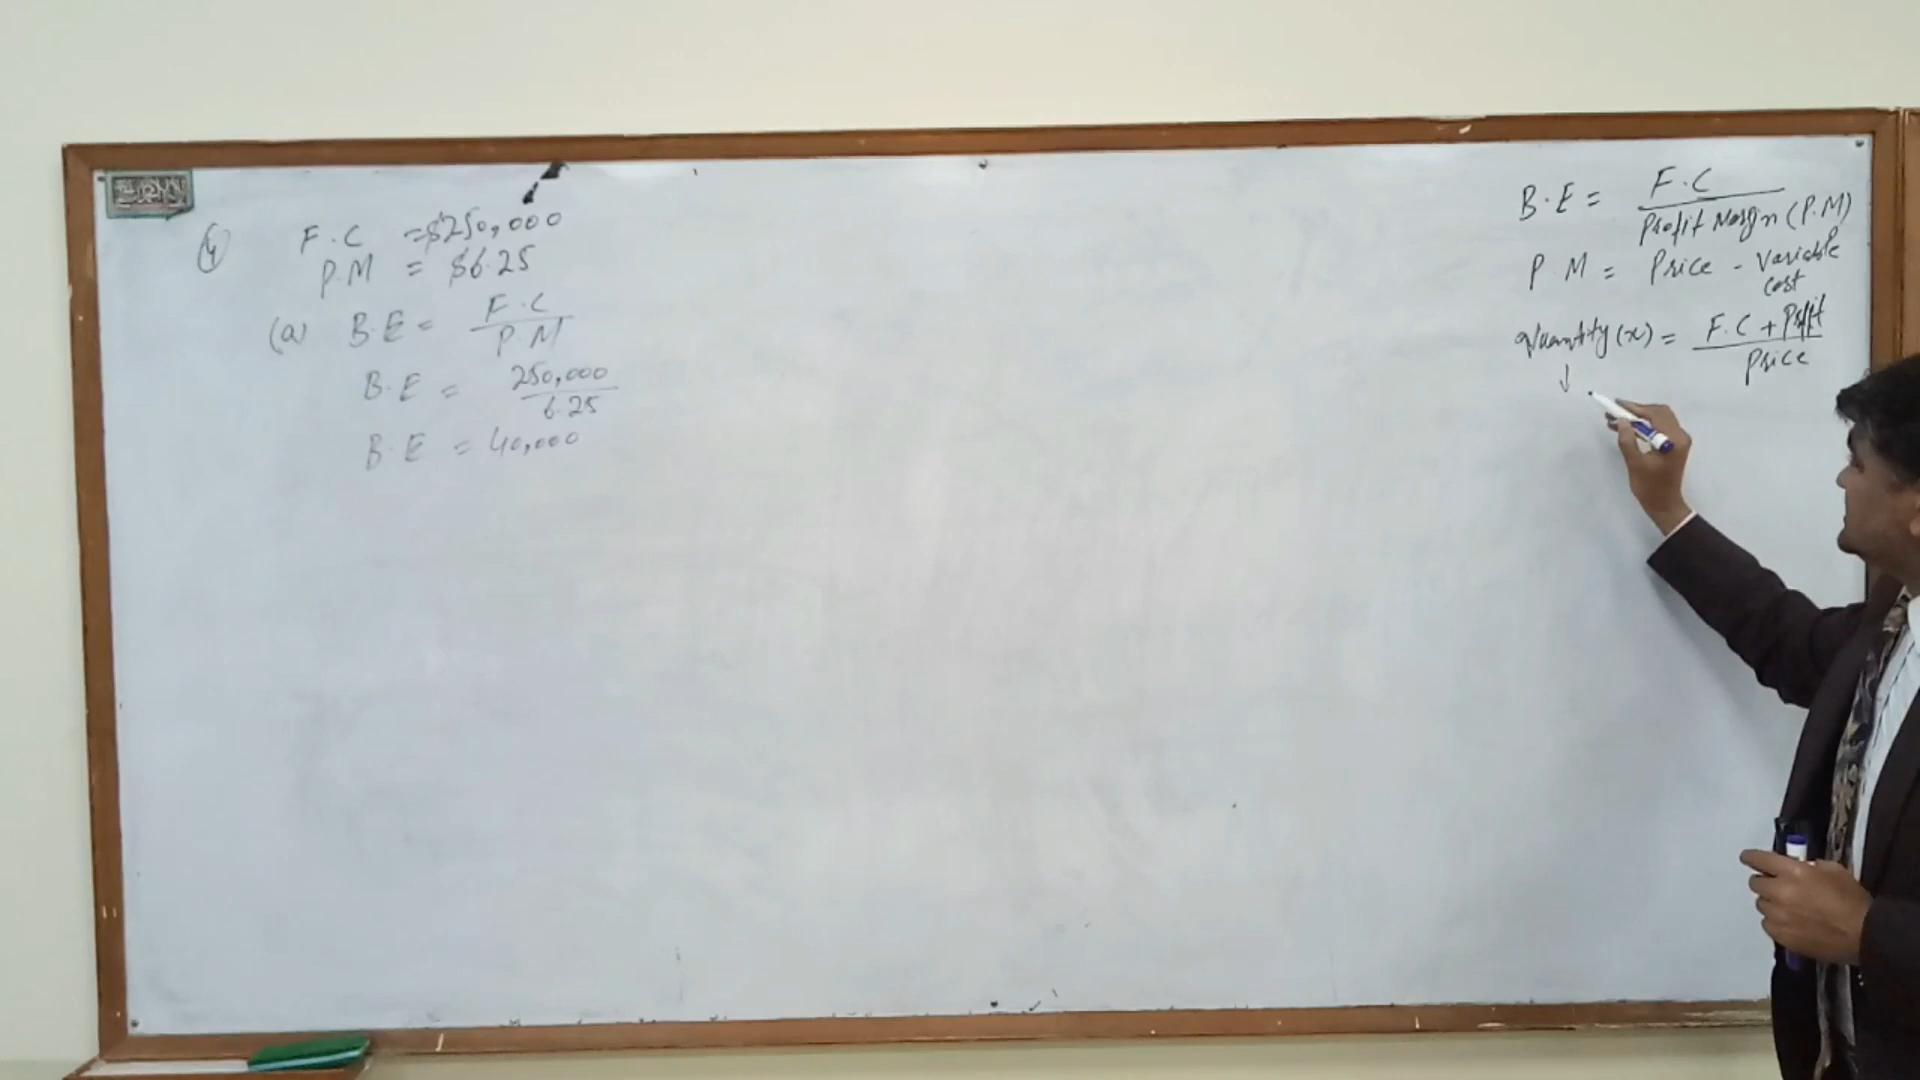 ④ F.C = $250,000
P.M = $6.25
(a) B.E = F.C / P.M
B.E = 250,000 / 6.25
B.E = 40,000
B.E = F.C / Profit Margin (P.M)
P.M = Price - Variable cost
Quantity (x) = F.C + Profit / Price
↓